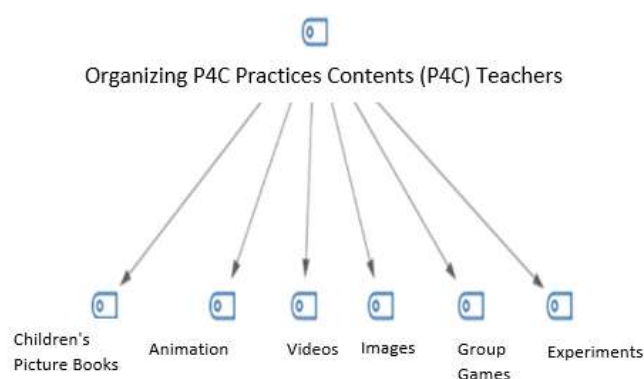 Organizing P4C Practices Contents (P4C) Teachers
Children's
Picture Books
Animation
Videos
Images
Group
Games
Experiments